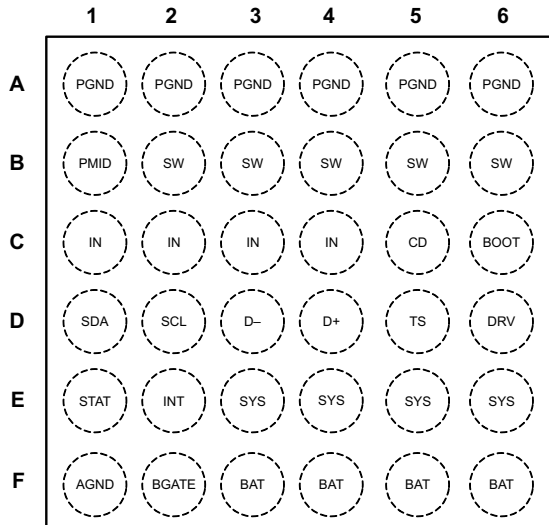 1 2 3 4 5 6
A PGND PGND PGND PGND PGND PGND
B PMID SW SW SW SW SW
C IN IN IN IN CD BOOT
D SDA SCL D– D+ TS DRV
E STAT INT SYS SYS SYS SYS
F AGND BGATE BAT BAT BAT BAT